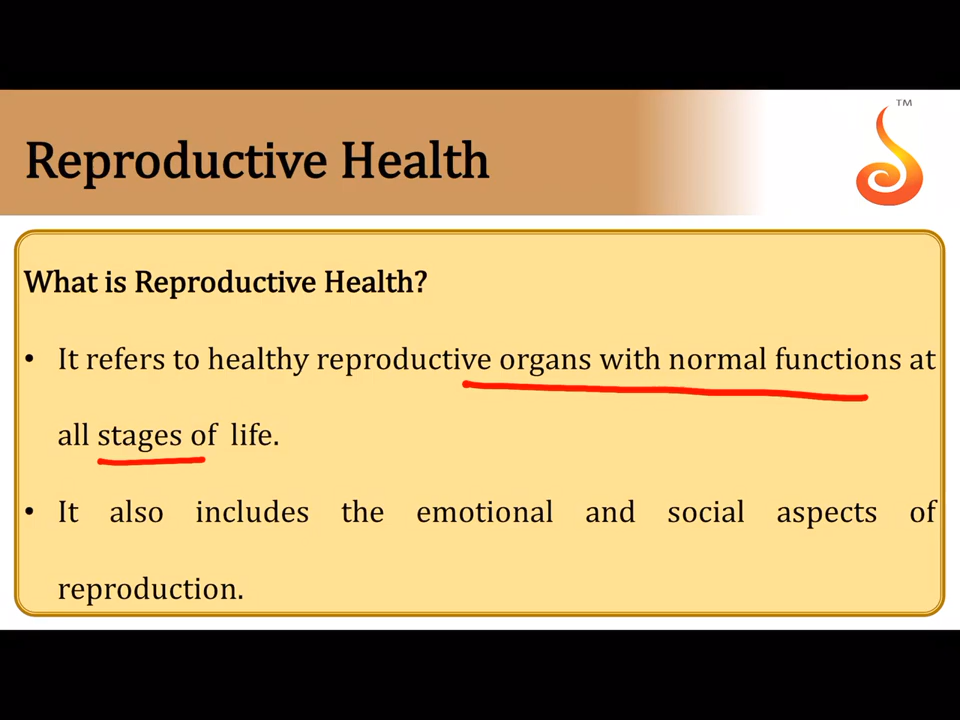 TM
Reproductive Health
What is Reproductive Health?
• It refers to healthy reproductive organs with normal functions at
all stages of life.
• It also includes the emotional and social aspects of
reproduction.